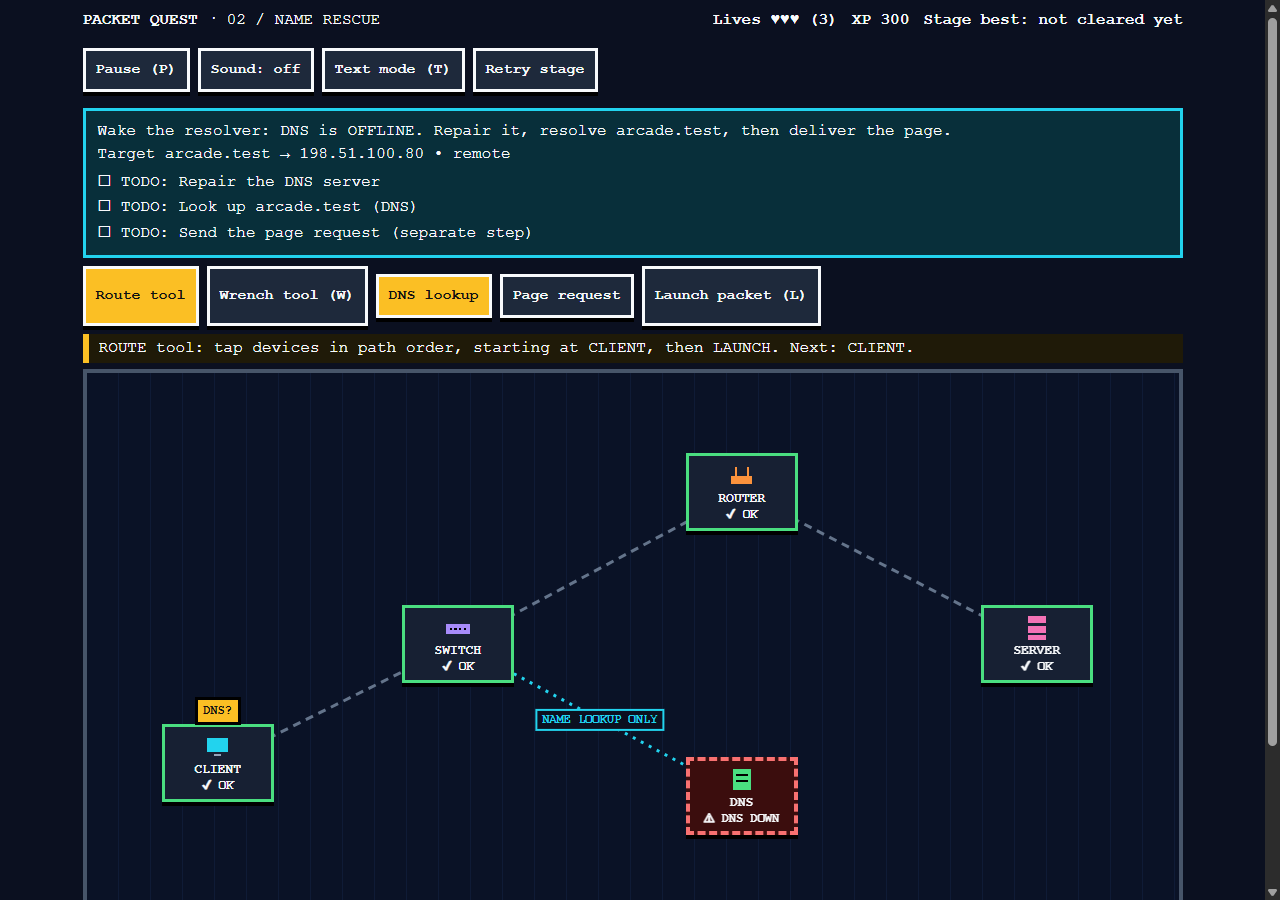 PACKET QUEST · 02 / NAME RESCUE
Lives ♥♥♥ (3) XP 300 Stage best: not cleared yet
Pause (P)
Sound: off
Text mode (T)
Retry stage
Wake the resolver: DNS is OFFLINE. Repair it, resolve arcade.test, then deliver the page.
Target arcade.test → 198.51.100.80 • remote
☐ TODO: Repair the DNS server
☐ TODO: Look up arcade.test (DNS)
☐ TODO: Send the page request (separate step)
Route tool
Wrench tool (W)
DNS lookup
Page request
Launch packet (L)
ROUTE tool: tap devices in path order, starting at CLIENT, then LAUNCH. Next: CLIENT.
ROUTER
✓ OK
SWITCH
✓ OK
SERVER
✓ OK
DNS?
NAME LOOKUP ONLY
CLIENT
✓ OK
DNS
⚠ DNS DOWN